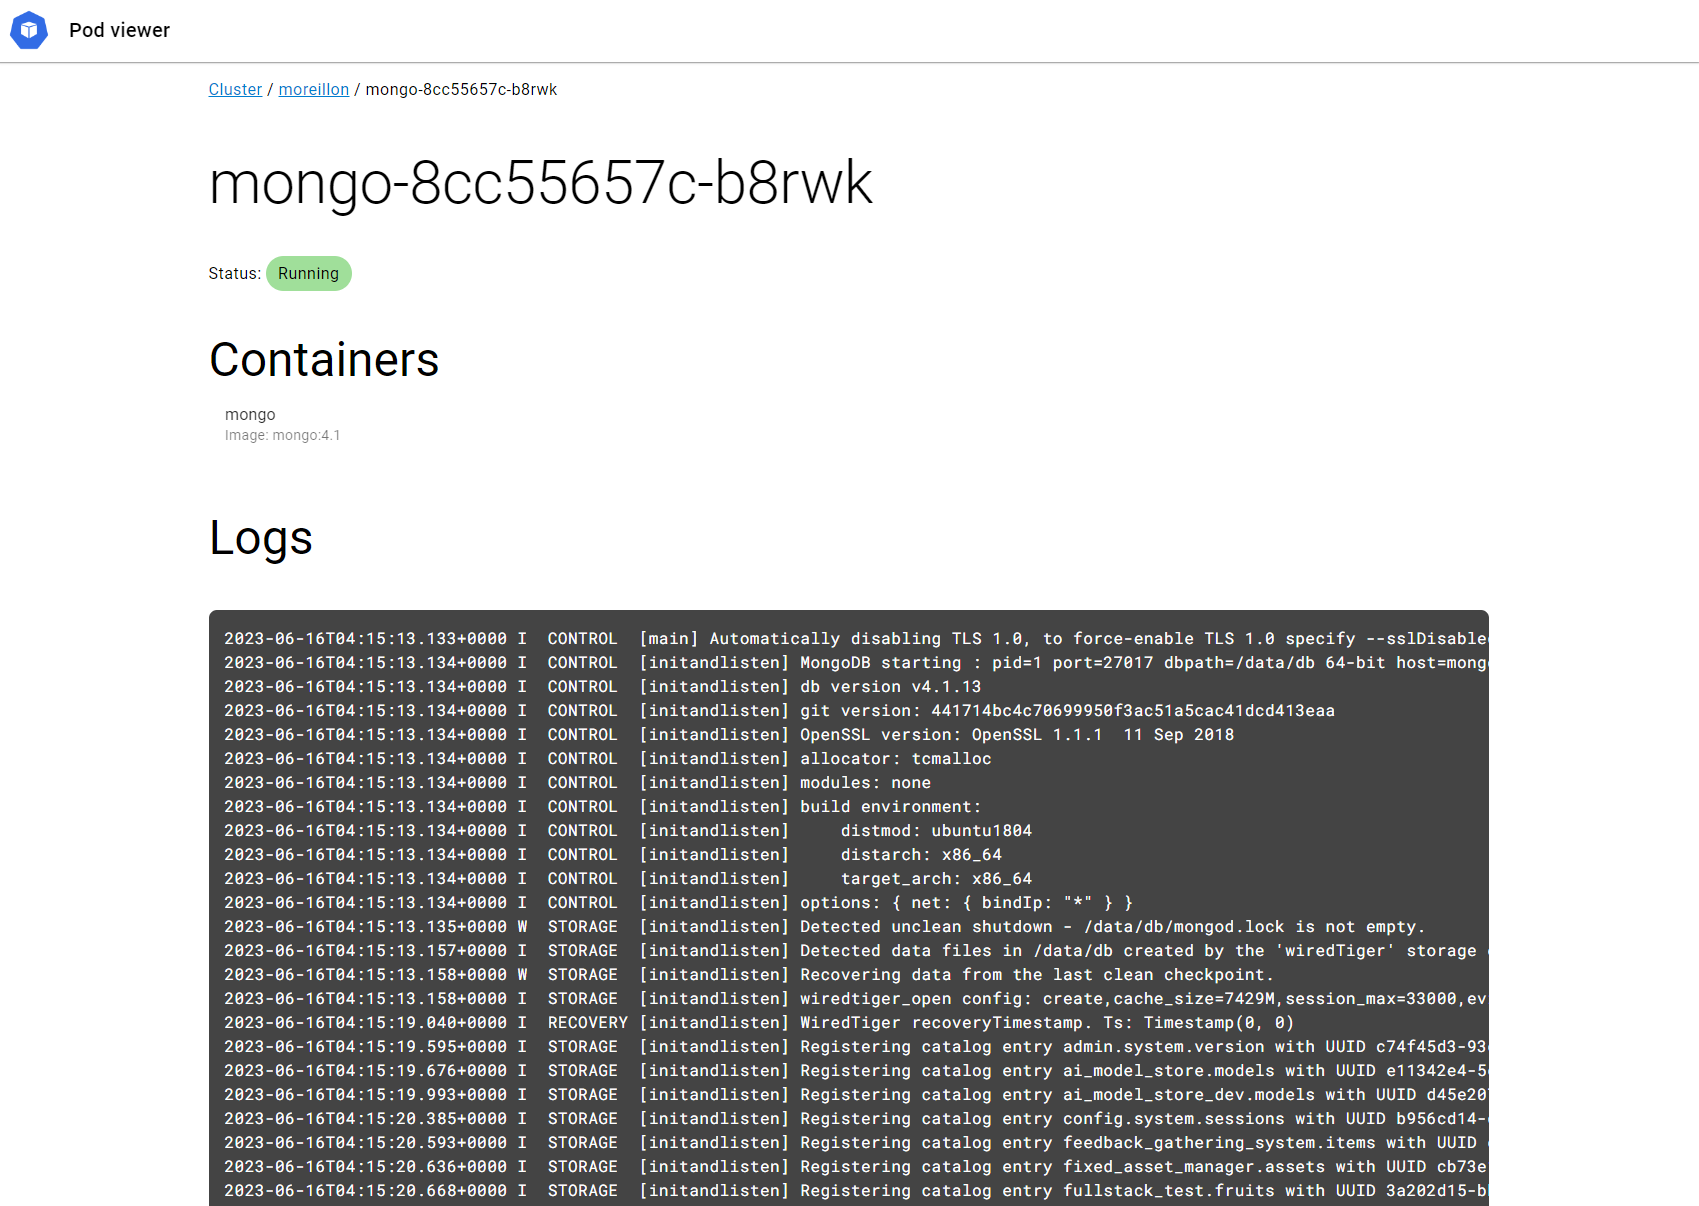 Pod viewer
Cluster / moreillon / mongo-8cc55657c-b8rwk
mongo-8cc55657c-b8rwk
Status: Running
Containers
mongo
Image: mongo:4.1
Logs
2023-06-16T04:15:13.133+0000 I  CONTROL  [main] Automatically disabling TLS 1.0, to force-enable TLS 1.0 specify --sslDisable
2023-06-16T04:15:13.134+0000 I  CONTROL  [initandlisten] MongoDB starting : pid=1 port=27017 dbpath=/data/db 64-bit host=mong
2023-06-16T04:15:13.134+0000 I  CONTROL  [initandlisten] db version v4.1.13
2023-06-16T04:15:13.134+0000 I  CONTROL  [initandlisten] git version: 441714bc4c70699950f3ac51a5cac41dcd413eaa
2023-06-16T04:15:13.134+0000 I  CONTROL  [initandlisten] OpenSSL version: OpenSSL 1.1.1  11 Sep 2018
2023-06-16T04:15:13.134+0000 I  CONTROL  [initandlisten] allocator: tcmalloc
2023-06-16T04:15:13.134+0000 I  CONTROL  [initandlisten] modules: none
2023-06-16T04:15:13.134+0000 I  CONTROL  [initandlisten] build environment:
2023-06-16T04:15:13.134+0000 I  CONTROL  [initandlisten]     distmod: ubuntu1804
2023-06-16T04:15:13.134+0000 I  CONTROL  [initandlisten]     distarch: x86_64
2023-06-16T04:15:13.134+0000 I  CONTROL  [initandlisten]     target_arch: x86_64
2023-06-16T04:15:13.134+0000 I  CONTROL  [initandlisten] options: { net: { bindIp: "*" } }
2023-06-16T04:15:13.135+0000 W  STORAGE  [initandlisten] Detected unclean shutdown - /data/db/mongod.lock is not empty.
2023-06-16T04:15:13.157+0000 I  STORAGE  [initandlisten] Detected data files in /data/db created by the 'wiredTiger' storage
2023-06-16T04:15:13.158+0000 W  STORAGE  [initandlisten] Recovering data from the last clean checkpoint.
2023-06-16T04:15:13.158+0000 I  STORAGE  [initandlisten] wiredtiger_open config: create,cache_size=7429M,session_max=33000,ev
2023-06-16T04:15:19.040+0000 I  RECOVERY [initandlisten] WiredTiger recoveryTimestamp. Ts: Timestamp(0, 0)
2023-06-16T04:15:19.595+0000 I  STORAGE  [initandlisten] Registering catalog entry admin.system.version with UUID c74f45d3-93
2023-06-16T04:15:19.676+0000 I  STORAGE  [initandlisten] Registering catalog entry ai_model_store.models with UUID e11342e4-5
2023-06-16T04:15:19.993+0000 I  STORAGE  [initandlisten] Registering catalog entry ai_model_store_dev.models with UUID d45e20
2023-06-16T04:15:20.385+0000 I  STORAGE  [initandlisten] Registering catalog entry config.system.sessions with UUID b956cd14-
2023-06-16T04:15:20.593+0000 I  STORAGE  [initandlisten] Registering catalog entry feedback_gathering_system.items with UUID
2023-06-16T04:15:20.636+0000 I  STORAGE  [initandlisten] Registering catalog entry fixed_asset_manager.assets with UUID cb73e
2023-06-16T04:15:20.668+0000 I  STORAGE  [initandlisten] Registering catalog entry fullstack_test.fruits with UUID 3a202d15-b